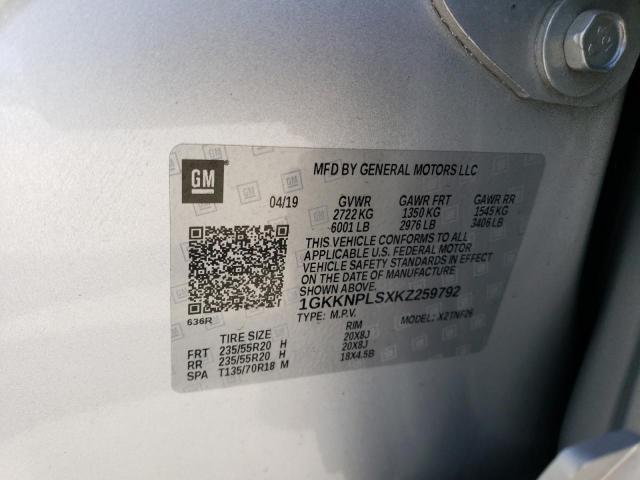 GM
MFD BY GENERAL MOTORS LLC
04/19 GVWR GAWR FRT GAWR RR
2722 KG 1350 KG 1545 KG
6001 LB 2976 LB 3406 LB
THIS VEHICLE CONFORMS TO ALL
APPLICABLE U.S. FEDERAL MOTOR
VEHICLE SAFETY STANDARDS IN EFFECT
ON THE DATE OF MANUFACTURE
SHOWN ABOVE.
1GKKNPLSXKZ259792
TYPE: M.P.V. MODEL: X2TNF26
636R
TIRE SIZE RIM
FRT 235/55R20 H 20X8J
RR 235/55R20 H 20X8J
SPA T135/70R18 M 18X4.5B